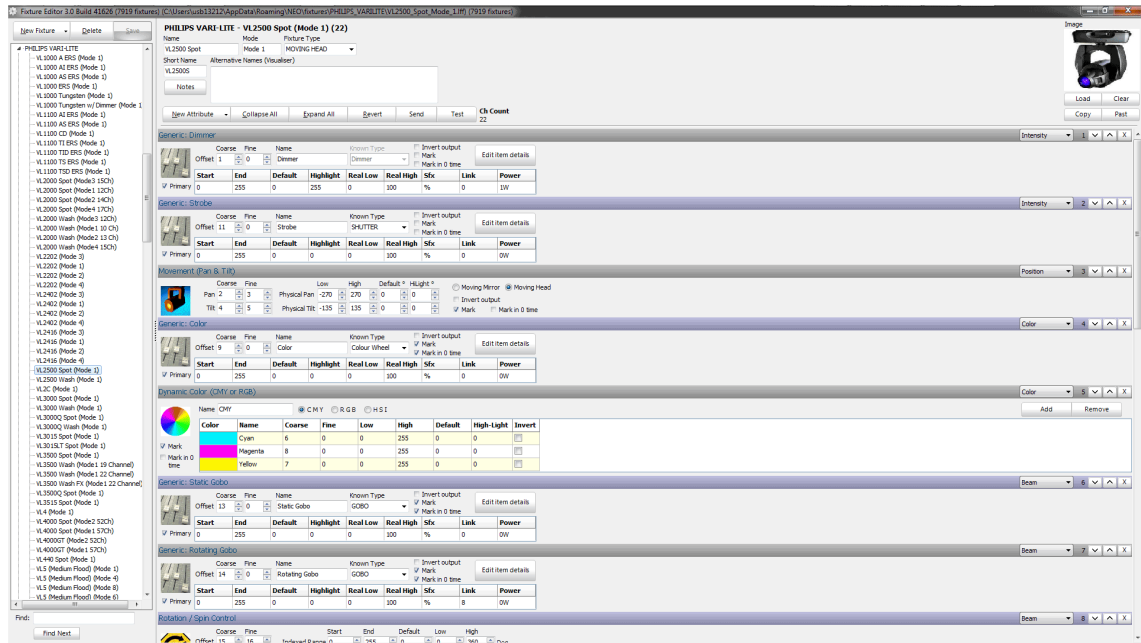 Fixture Editor 3.0 Build 41626 (7919 fixtures) (C:\Users\usb13212\AppData\Roaming\NEO\fixtures\PHILIPS_VARILITE\VL2500_Spot_Mode_1.lff) (7919 fixtures)
New Fixture Delete Save
PHILIPS VARI-LITE
VL1000 A ERS (Mode 1)
VL1000 AI ERS (Mode 1)
VL1000 AS ERS (Mode 1)
VL1000 ERS (Mode 1)
VL1000 Tungsten (Mode 1)
VL1000 Tungsten w/ Dimmer (Mode 1
VL1100 AI ERS (Mode 1)
VL1100 AS ERS (Mode 1)
VL1100 CD (Mode 1)
VL1100 TI ERS (Mode 1)
VL1100 TID ERS (Mode 1)
VL1100 TS ERS (Mode 1)
VL1100 TSD ERS (Mode 1)
VL2000 Spot (Mode3 15Ch)
VL2000 Spot (Mode1 12Ch)
VL2000 Spot (Mode2 14Ch)
VL2000 Spot (Mode4 17Ch)
VL2000 Wash (Mode3 12Ch)
VL2000 Wash (Mode1 10 Ch)
VL2000 Wash (Mode2 13 Ch)
VL2000 Wash (Mode4 15Ch)
VL2202 (Mode 3)
VL2202 (Mode 1)
VL2202 (Mode 2)
VL2202 (Mode 4)
VL2402 (Mode 3)
VL2402 (Mode 1)
VL2402 (Mode 2)
VL2402 (Mode 4)
VL2416 (Mode 3)
VL2416 (Mode 1)
VL2416 (Mode 2)
VL2416 (Mode 4)
VL2500 Spot (Mode 1)
VL2500 Wash (Mode 1)
VL2C (Mode 1)
VL3000 Spot (Mode 1)
VL3000 Wash (Mode 1)
VL3000Q Spot (Mode 1)
VL3000Q Wash (Mode 1)
VL3015 Spot (Mode 1)
VL3015LT Spot (Mode 1)
VL3500 Spot (Mode 1)
VL3500 Wash (Mode1 19 Channel)
VL3500 Wash (Mode1 22 Channel)
VL3500 Wash FX (Mode1 22 Channel)
VL3500Q Spot (Mode 1)
VL3515 Spot (Mode 1)
VL4 (Mode 1)
VL4000 Spot (Mode2 52Ch)
VL4000 Spot (Mode1 57Ch)
VL4000GT (Mode2 52Ch)
VL4000GT (Mode1 57Ch)
VL440 Spot (Mode 1)
VL5 (Medium Flood) (Mode 1)
VL5 (Medium Flood) (Mode 4)
VL5 (Medium Flood) (Mode 8)
VL5 (Medium Flood) (Mode 6)
Find:
Find Next
PHILIPS VARI-LITE - VL2500 Spot (Mode 1) (22)
Name Mode Fixture Type
VL2500 Spot Mode 1 MOVING HEAD
Short Name Alternative Names (Visualiser)
VL2500S
Notes
New Attribute Collapse All Expand All Revert Send Test Ch Count
22
Image
Load Clear
Copy Past
Generic: Dimmer Intensity 1 X
Coarse Fine Name Known Type Invert output
Offset 1 0 Dimmer Dimmer Mark Edit item details
Mark in 0 time
Start End Default Highlight Real Low Real High Sfx Link Power
Primary 0 255 0 255 0 100 % 0 1W
Generic: Strobe Intensity 2 X
Coarse Fine Name Known Type Invert output
Offset 11 0 Strobe SHUTTER Mark Edit item details
Mark in 0 time
Start End Default Highlight Real Low Real High Sfx Link Power
Primary 0 255 0 0 0 100 % 0 0W
Movement (Pan & Tilt) Position 3 X
Coarse Fine Low High Default ° HiLight °
Pan 2 3 Physical Pan -270 270 0 0 Moving Mirror Moving Head
Invert output
Tilt 4 5 Physical Tilt -135 135 0 0 Mark Mark in 0 time
Generic: Color Color 4 X
Coarse Fine Name Known Type Invert output
Offset 9 0 Color Colour Wheel Mark Edit item details
Mark in 0 time
Start End Default Highlight Real Low Real High Sfx Link Power
Primary 0 255 0 0 0 100 % 0 0W
Dynamic Color (CMY or RGB) Color 5 X
Name CMY CMY RGB HSI Add Remove
Color Name Coarse Fine Low High Default High-Light Invert
Cyan 6 0 0 255 0 0
Magenta 8 0 0 255 0 0
Yellow 7 0 0 255 0 0
Mark
Mark in 0
time
Generic: Static Gobo Beam 6 X
Coarse Fine Name Known Type Invert output
Offset 13 0 Static Gobo GOBO Mark Edit item details
Mark in 0 time
Start End Default Highlight Real Low Real High Sfx Link Power
Primary 0 255 0 0 0 100 % 0 0W
Generic: Rotating Gobo Beam 7 X
Coarse Fine Name Known Type Invert output
Offset 14 0 Rotating Gobo GOBO Mark Edit item details
Mark in 0 time
Start End Default Highlight Real Low Real High Sfx Link Power
Primary 0 255 0 0 0 100 % 8 0W
Rotation / Spin Control Beam 8 X
Coarse Fine Start End Default Low High
Offset 15 16 Indexed Range 0 255 0 0 360 Deg